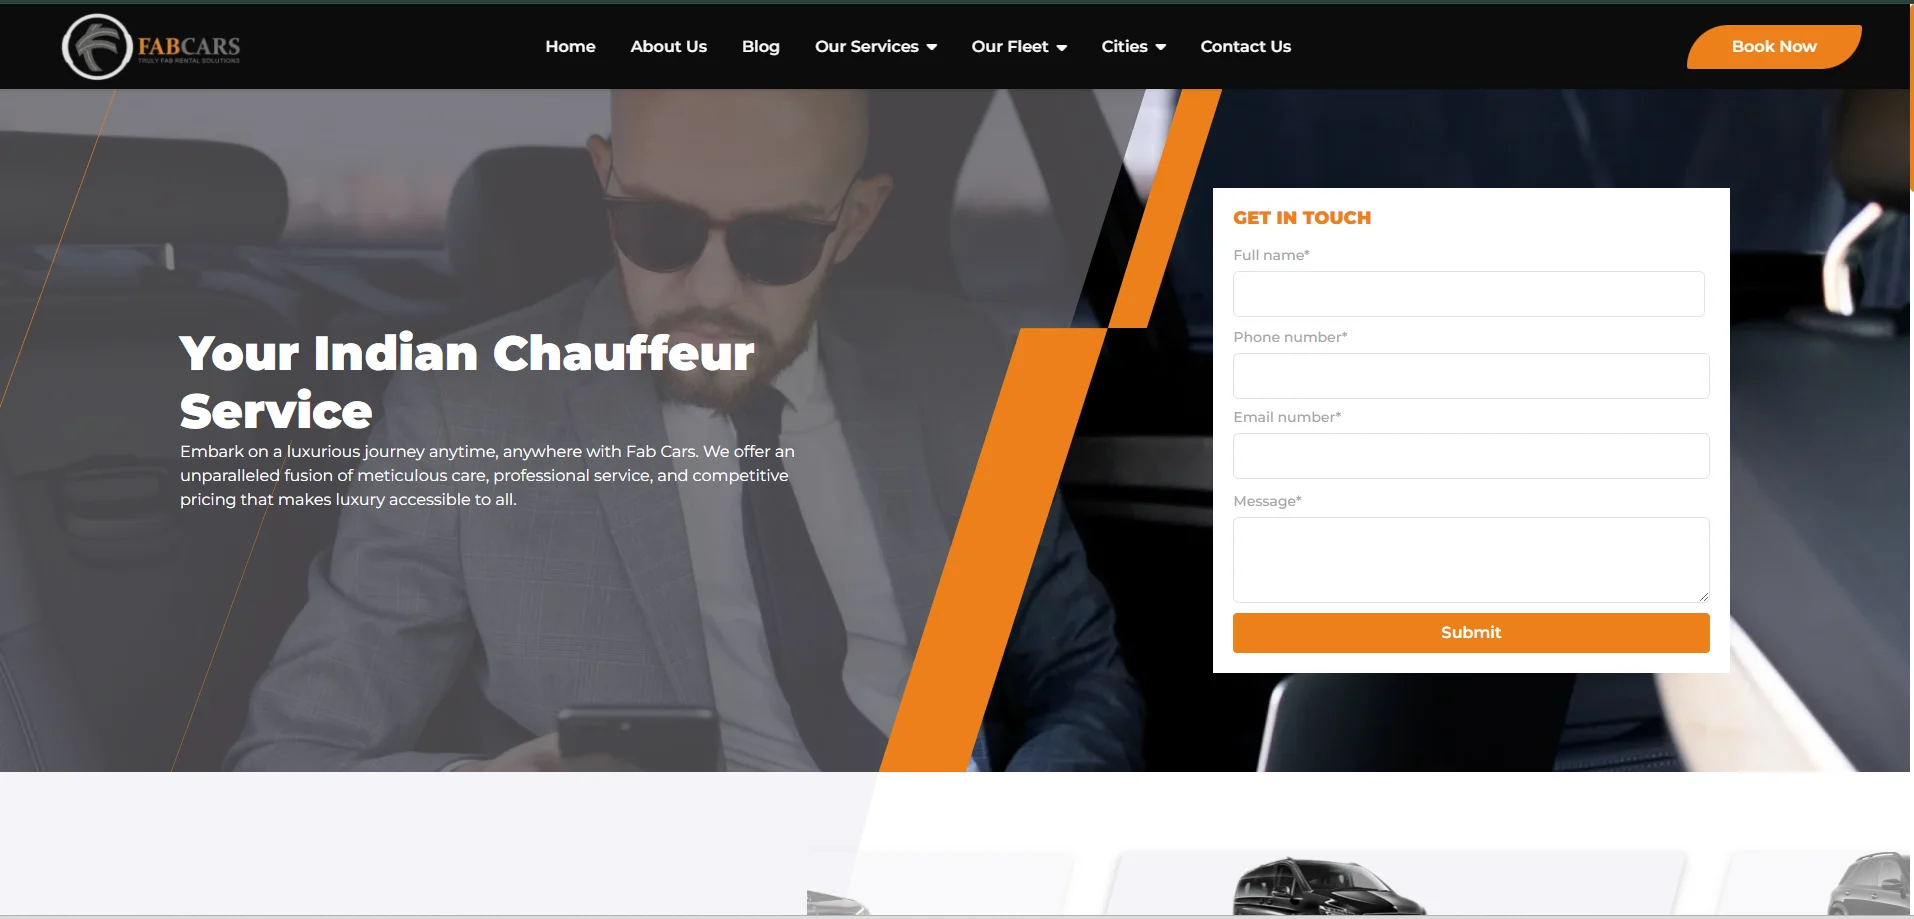 FABCARS
TRULY FAB RENTAL SOLUTIONS
Home About Us Blog Our Services Our Fleet Cities Contact Us
Book Now
Your Indian Chauffeur
Service
Embark on a luxurious journey anytime, anywhere with Fab Cars. We offer an
unparalleled fusion of meticulous care, professional service, and competitive
pricing that makes luxury accessible to all.
GET IN TOUCH
Full name*
Phone number*
Email number*
Message*
Submit